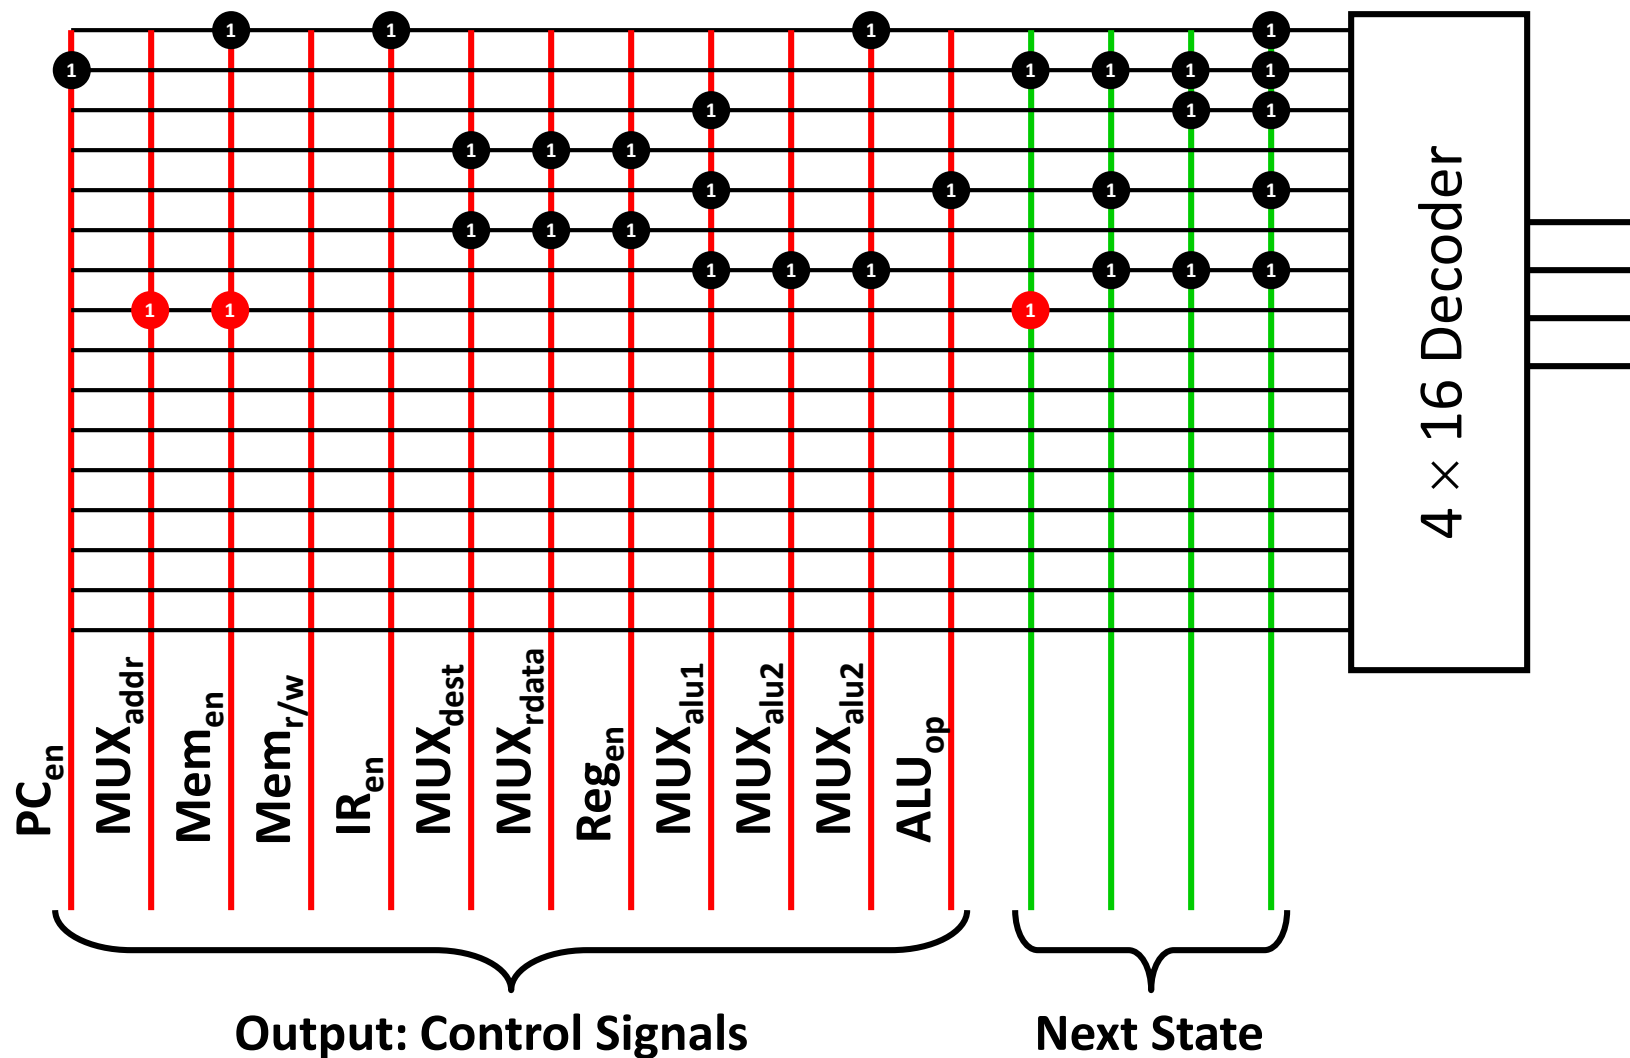 1 1 1 1
1 1 1 1 1
1 1 1
1 1 1
1 1 1 1
1 1 1
1 1 1 1 1 1
1 1 1
4 × 16 Decoder
PCen
MUXaddr
Memen
Memr/w
IRen
MUXdest
MUXrdata
Regen
MUXalu1
MUXalu2
MUXalu2
ALUop
Output: Control Signals
Next State